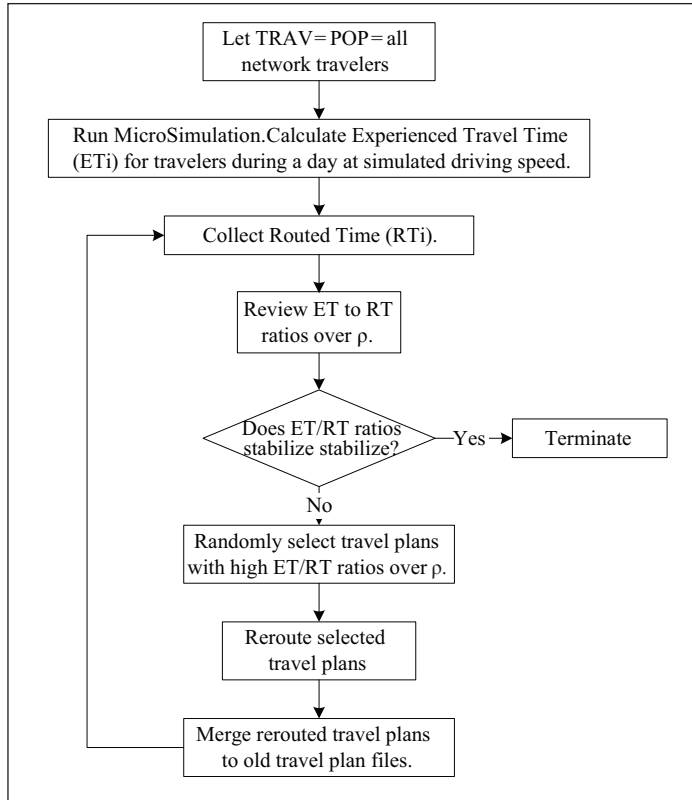 Let TRAV=POP=all
network travelers
Run MicroSimulation.Calculate Experienced Travel Time
(ETi) for travelers during a day at simulated driving speed.
Collect Routed Time (RTi).
Review ET to RT
ratios over ρ.
Does ET/RT ratios
stabilize stabilize?
Yes
Terminate
No
Randomly select travel plans
with high ET/RT ratios over ρ.
Reroute selected
travel plans
Merge rerouted travel plans
to old travel plan files.